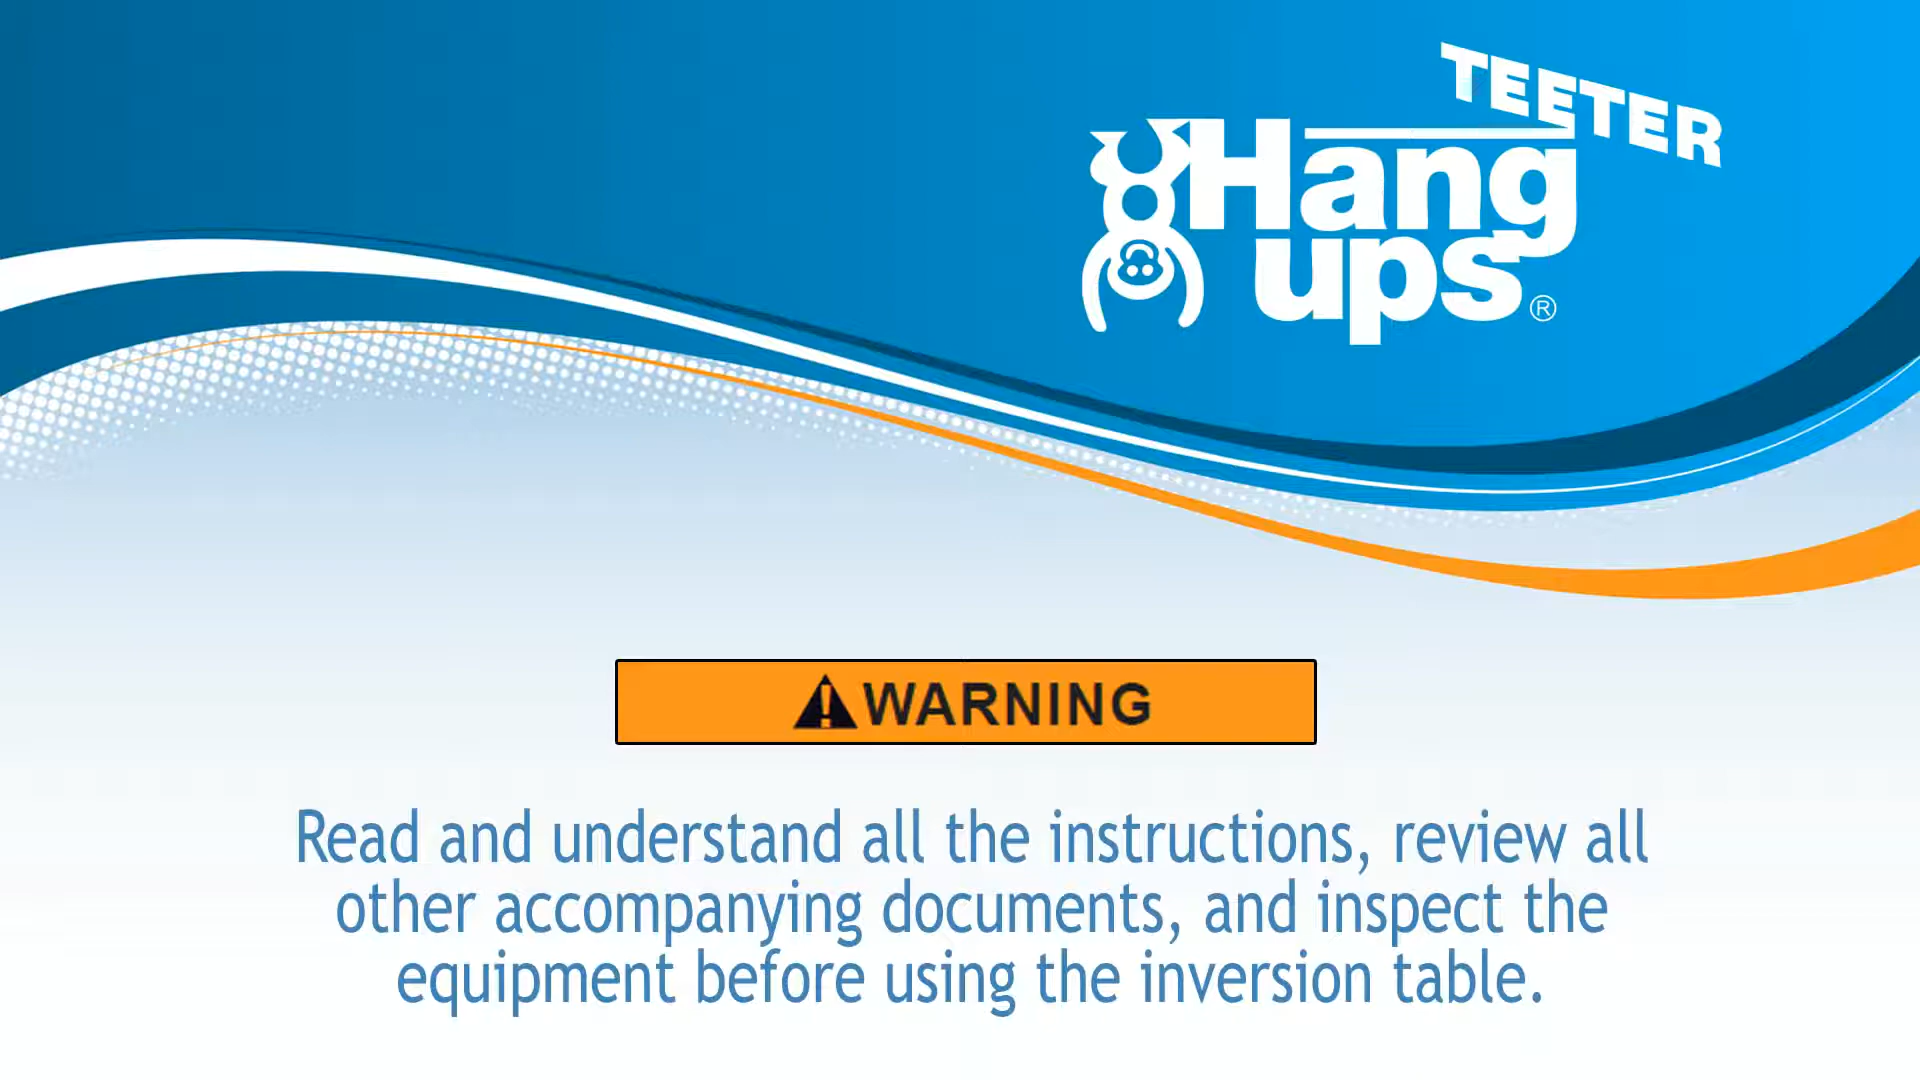 TEETER
Hang
ups®
WARNING
Read and understand all the instructions, review all
other accompanying documents, and inspect the
equipment before using the inversion table.